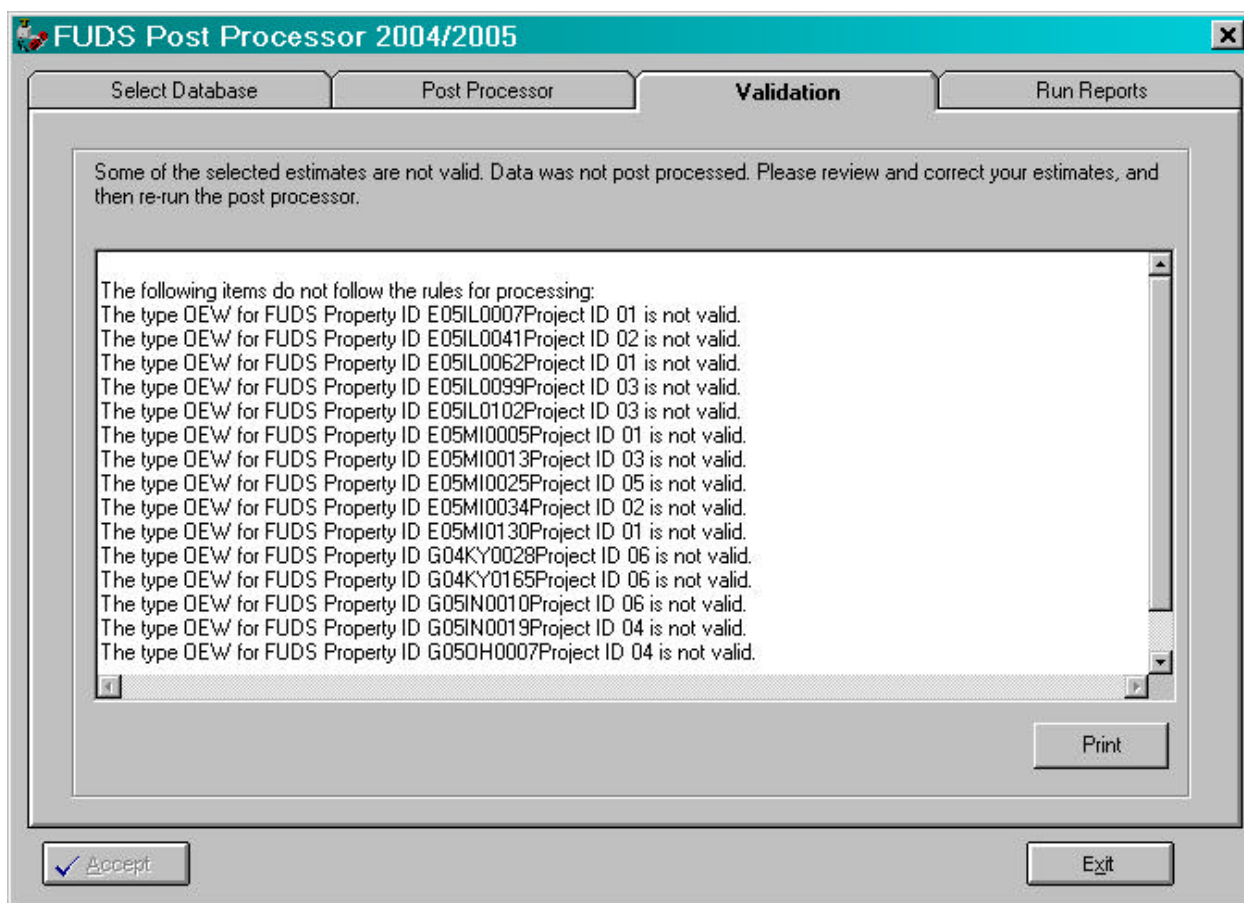 FUDS Post Processor 2004/2005
Select Database
Post Processor
Validation
Run Reports
Some of the selected estimates are not valid. Data was not post processed. Please review and correct your estimates, and
then re-run the post processor.
The following items do not follow the rules for processing:
The type OEW for FUDS Property ID E05IL0007Project ID 01 is not valid.
The type OEW for FUDS Property ID E05IL0041Project ID 02 is not valid.
The type OEW for FUDS Property ID E05IL0062Project ID 01 is not valid.
The type OEW for FUDS Property ID E05IL0099Project ID 03 is not valid.
The type OEW for FUDS Property ID E05IL0102Project ID 03 is not valid.
The type OEW for FUDS Property ID E05MI0005Project ID 01 is not valid.
The type OEW for FUDS Property ID E05MI0013Project ID 03 is not valid.
The type OEW for FUDS Property ID E05MI0025Project ID 05 is not valid.
The type OEW for FUDS Property ID E05MI0034Project ID 02 is not valid.
The type OEW for FUDS Property ID E05MI0130Project ID 01 is not valid.
The type OEW for FUDS Property ID G04KY0028Project ID 06 is not valid.
The type OEW for FUDS Property ID G04KY0165Project ID 06 is not valid.
The type OEW for FUDS Property ID G05IN0010Project ID 06 is not valid.
The type OEW for FUDS Property ID G05IN0019Project ID 04 is not valid.
The type OEW for FUDS Property ID G05OH0007Project ID 04 is not valid.
Print
Accept
Exit